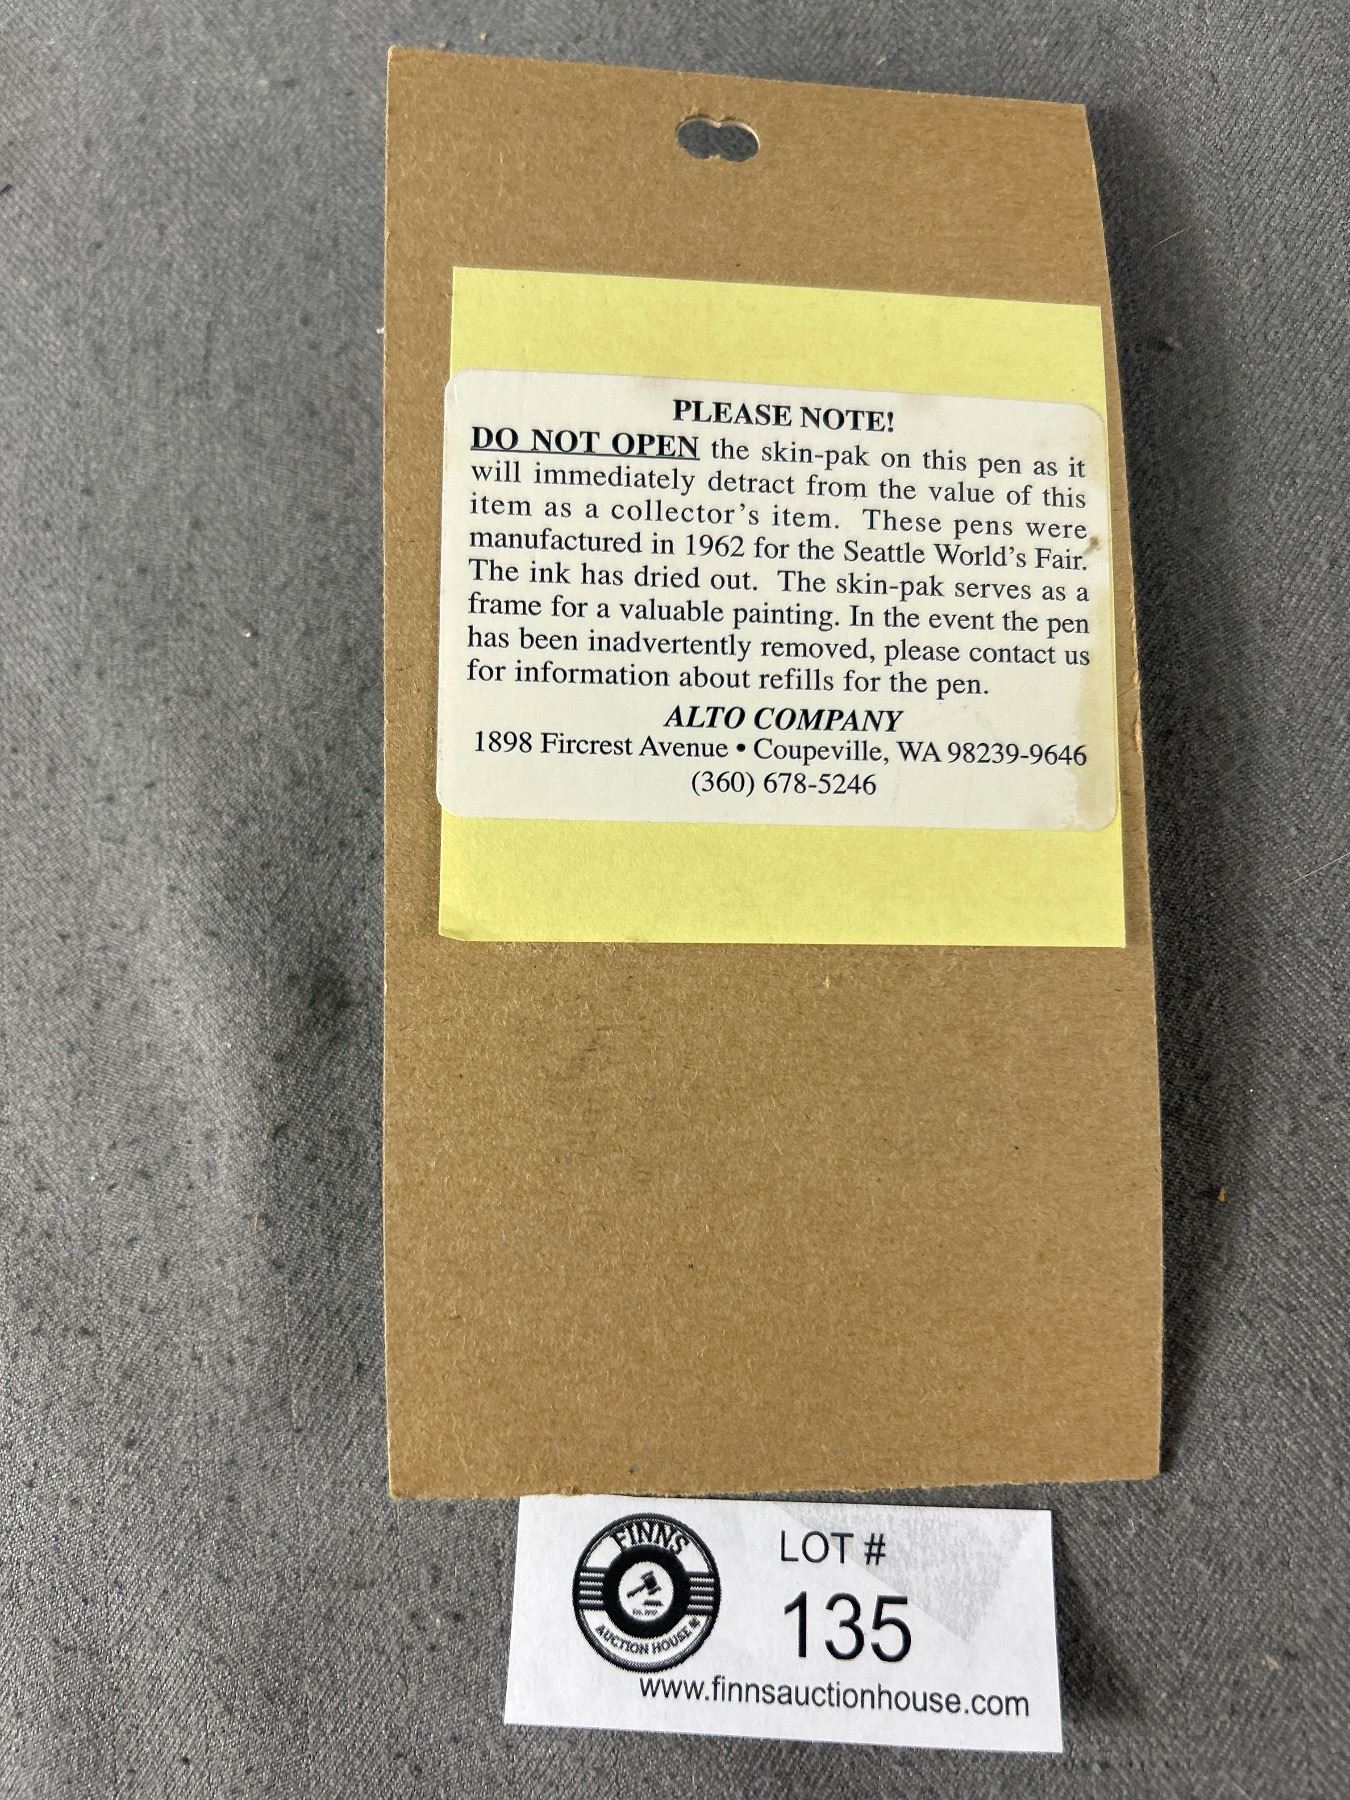 PLEASE NOTE!
DO NOT OPEN the skin-pak on this pen as it
will immediately detract from the value of this
item as a collector's item. These pens were
manufactured in 1962 for the Seattle World's Fair.
The ink has dried out. The skin-pak serves as a
frame for a valuable painting. In the event the pen
has been inadvertently removed, please contact us
for information about refills for the pen.
ALTO COMPANY
1898 Fircrest Avenue • Coupeville, WA 98239-9646
(360) 678-5246
FINNS
AUCTION HOUSE
LOT #
135
www.finnsauctionhouse.com